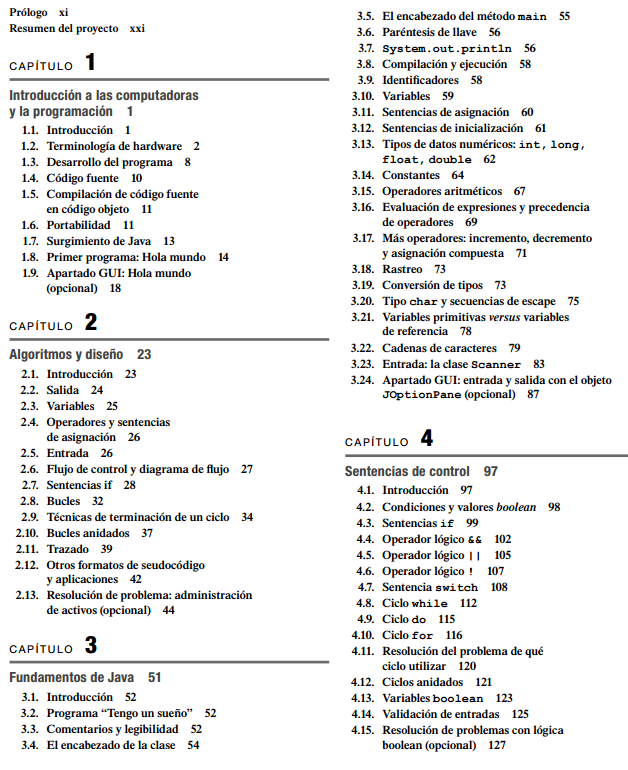 Prólogo xi
Resumen del proyecto xxi
CAPÍTULO 1
Introducción a las computadoras
y la programación 1
1.1. Introducción 1
1.2. Terminología de hardware 2
1.3. Desarrollo del programa 8
1.4. Código fuente 10
1.5. Compilación de código fuente
en código objeto 11
1.6. Portabilidad 11
1.7. Surgimiento de Java 13
1.8. Primer programa: Hola mundo 14
1.9. Apartado GUI: Hola mundo
(opcional) 18
CAPÍTULO 2
Algoritmos y diseño 23
2.1. Introducción 23
2.2. Salida 24
2.3. Variables 25
2.4. Operadores y sentencias
de asignación 26
2.5. Entrada 26
2.6. Flujo de control y diagrama de flujo 27
2.7. Sentencias if 28
2.8. Bucles 32
2.9. Técnicas de terminación de un ciclo 34
2.10. Bucles anidados 37
2.11. Trazado 39
2.12. Otros formatos de seudocódigo
y aplicaciones 42
2.13. Resolución de problema: administración
de activos (opcional) 44
CAPÍTULO 3
Fundamentos de Java 51
3.1. Introducción 52
3.2. Programa “Tengo un sueño” 52
3.3. Comentarios y legibilidad 52
3.4. El encabezado de la clase 54
3.5. El encabezado del método main 55
3.6. Paréntesis de llave 56
3.7. System.out.println 56
3.8. Compilación y ejecución 58
3.9. Identificadores 58
3.10. Variables 59
3.11. Sentencias de asignación 60
3.12. Sentencias de inicialización 61
3.13. Tipos de datos numéricos: int, long,
float, double 62
3.14. Constantes 64
3.15. Operadores aritméticos 67
3.16. Evaluación de expresiones y precedencia
de operadores 69
3.17. Más operadores: incremento, decremento
y asignación compuesta 71
3.18. Rastreo 73
3.19. Conversión de tipos 73
3.20. Tipo char y secuencias de escape 75
3.21. Variables primitivas versus variables
de referencia 78
3.22. Cadenas de caracteres 79
3.23. Entrada: la clase Scanner 83
3.24. Apartado GUI: entrada y salida con el objeto
JOptionPane (opcional) 87
CAPÍTULO 4
Sentencias de control 97
4.1. Introducción 97
4.2. Condiciones y valores boolean 98
4.3. Sentencias if 99
4.4. Operador lógico && 102
4.5. Operador lógico || 105
4.6. Operador lógico ! 107
4.7. Sentencia switch 108
4.8. Ciclo while 112
4.9. Ciclo do 115
4.10. Ciclo for 116
4.11. Resolución del problema de qué
ciclo utilizar 120
4.12. Ciclos anidados 121
4.13. Variables boolean 123
4.14. Validación de entradas 125
4.15. Resolución de problemas con lógica
boolean (opcional) 127